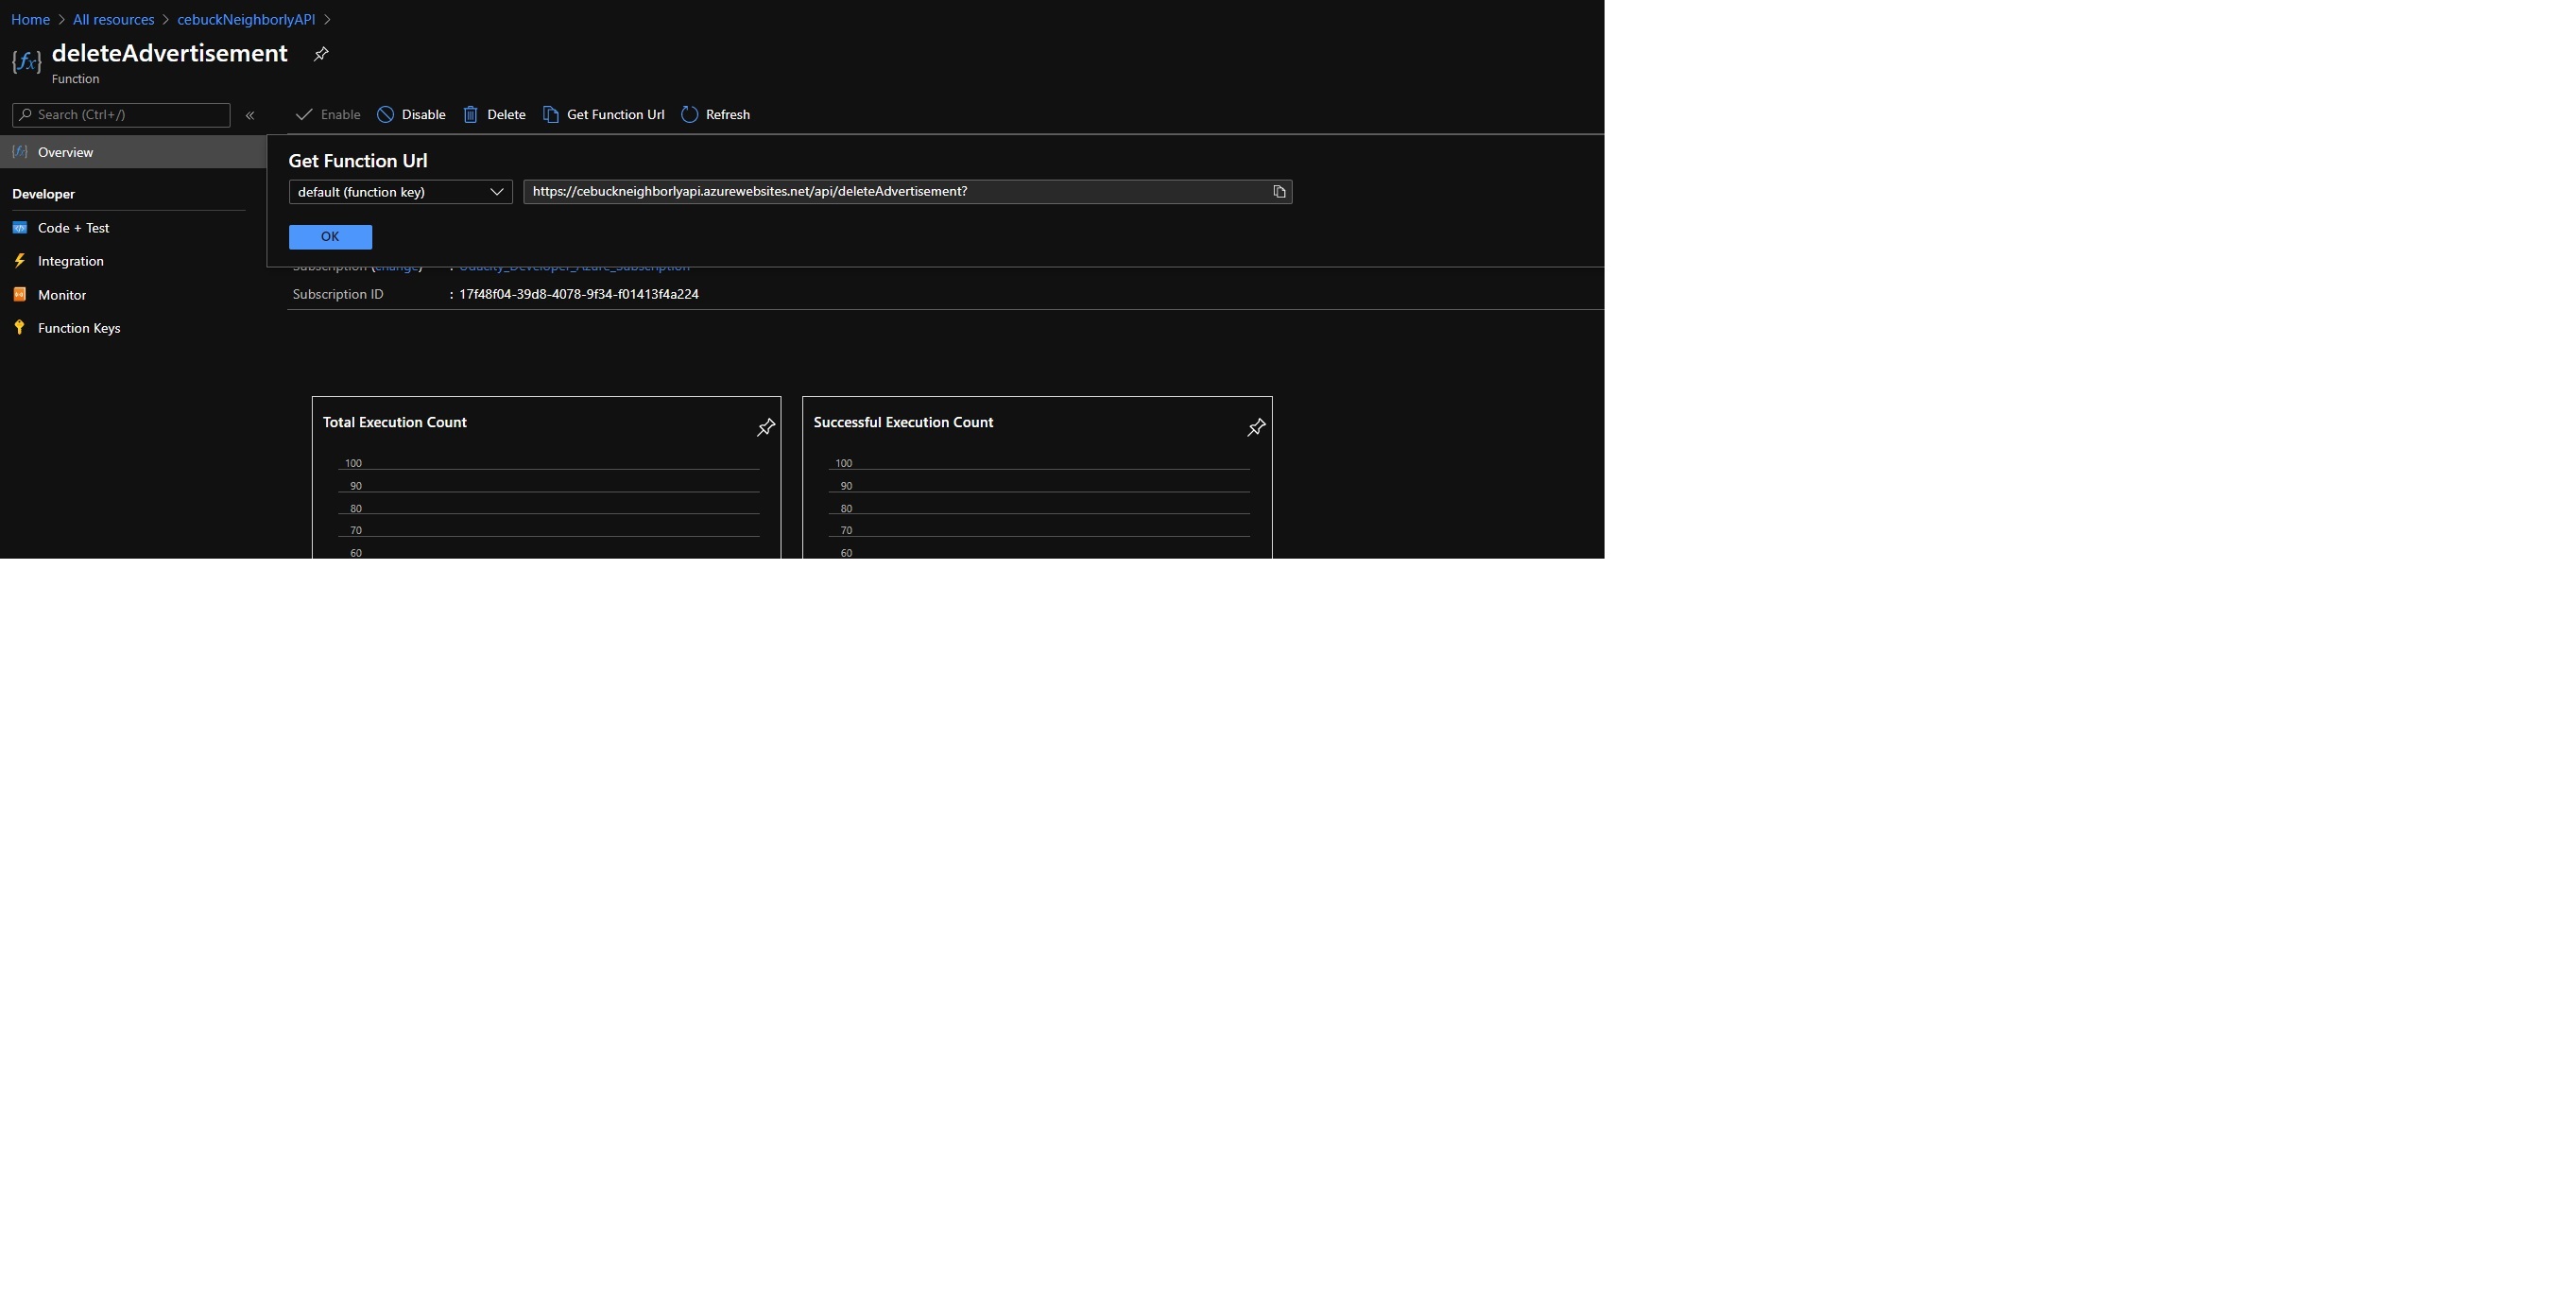 Home > All resources > cebuckNeighborlyAPI >
{fx} deleteAdvertisement
Function
Search (Ctrl+/) «
Enable Disable Delete Get Function Url Refresh
Overview
Developer
Code + Test
Integration
Monitor
Function Keys
Get Function Url
default (function key) https://cebuckneighborlyapi.azurewebsites.net/api/deleteAdvertisement?
OK
Subscription (change) : Udacity_Developer_Azure_Subscription
Subscription ID : 17f48f04-39d8-4078-9f34-f01413f4a224
Total Execution Count
100
90
80
70
60
Successful Execution Count
100
90
80
70
60